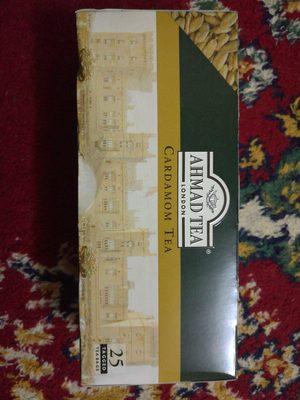 AHMAD TEA
LONDON
®
CARDAMOM TEA
25
TAGGED
TEABAGS